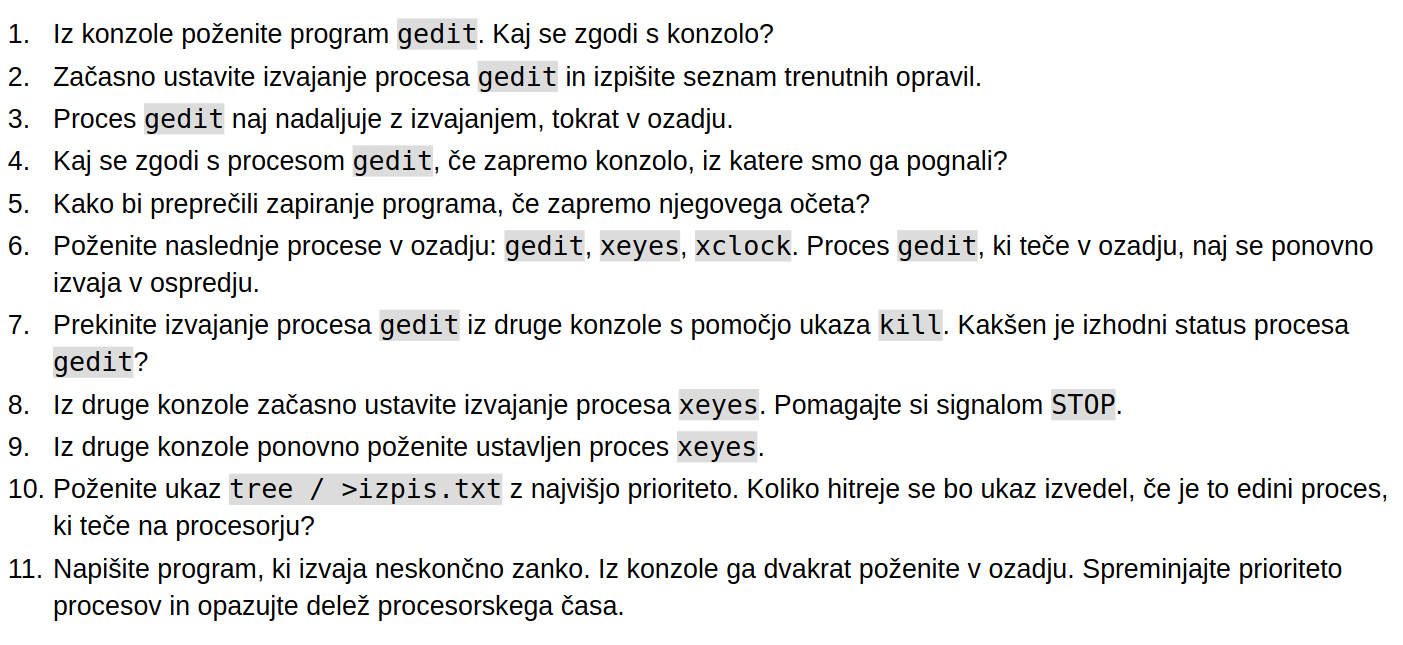 1. Iz konzole poženite program gedit. Kaj se zgodi s konzolo?
2. Začasno ustavite izvajanje procesa gedit in izpišite seznam trenutnih opravil.
3. Proces gedit naj nadaljuje z izvajanjem, tokrat v ozadju.
4. Kaj se zgodi s procesom gedit, če zapremo konzolo, iz katere smo ga pognali?
5. Kako bi preprečili zapiranje programa, če zapremo njegovega očeta?
6. Poženite naslednje procese v ozadju: gedit, xeyes, xclock. Proces gedit, ki teče v ozadju, naj se ponovno
izvaja v ospredju.
7. Prekinite izvajanje procesa gedit iz druge konzole s pomočjo ukaza kill. Kakšen je izhodni status procesa
gedit?
8. Iz druge konzole začasno ustavite izvajanje procesa xeyes. Pomagajte si signalom STOP.
9. Iz druge konzole ponovno poženite ustavljen proces xeyes.
10. Poženite ukaz tree / >izpis.txt z najvišjo prioriteto. Koliko hitreje se bo ukaz izvedel, če je to edini proces,
ki teče na procesorju?
11. Napišite program, ki izvaja neskončno zanko. Iz konzole ga dvakrat poženite v ozadju. Spreminjajte prioriteto
procesov in opazujte delež procesorskega časa.